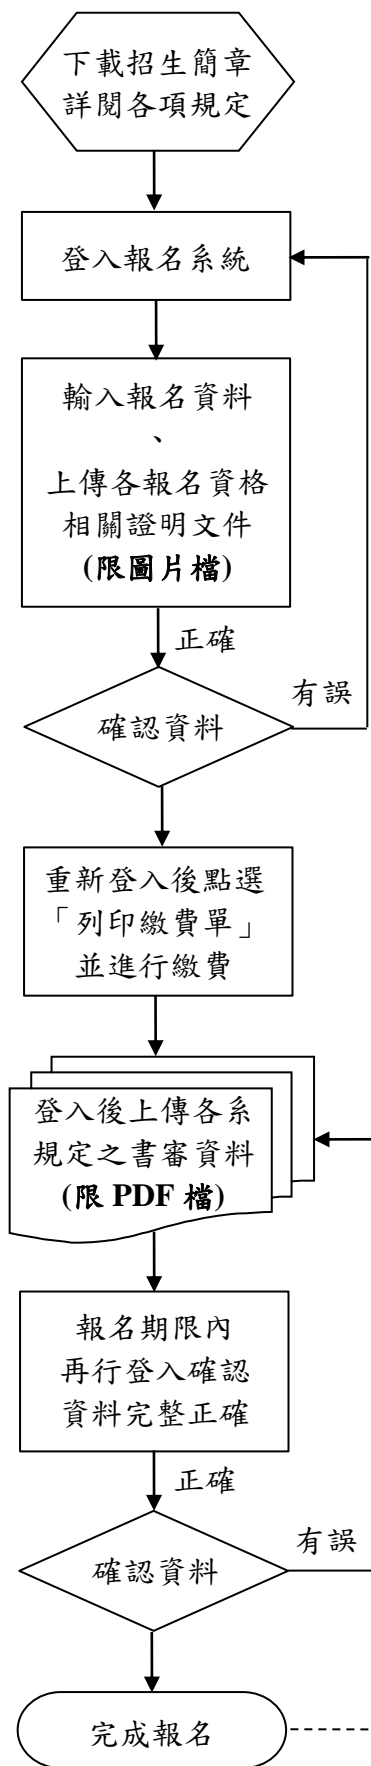 下載招生簡章
詳閱各項規定
登入報名系統
輸入報名資料
、
上傳各報名資格
相關證明文件
(限圖片檔)
正確
有誤
確認資料
重新登入後點選
「列印繳費單」
並進行繳費
登入後上傳各系
規定之書審資料
(限 PDF 檔)
報名期限內
再行登入確認
資料完整正確
正確
有誤
確認資料
完成報名